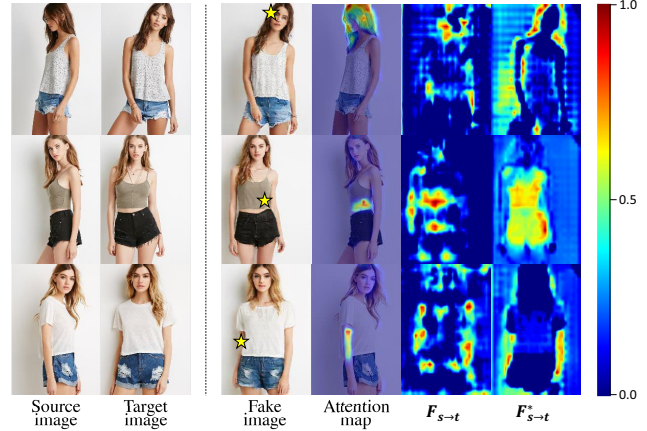 1.0
0.5
0.0
Source
image
Target
image
Fake
image
Attention
map
F_{s→t}
F^*_{s→t}